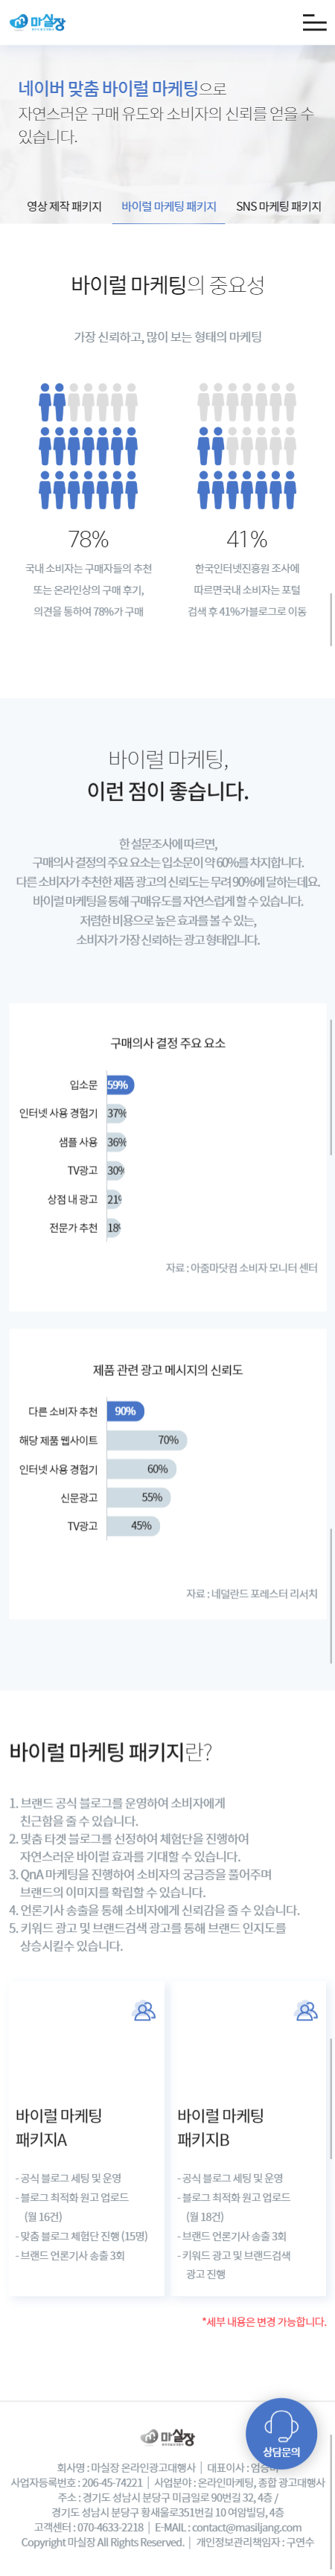 마실장
네이버 맞춤 바이럴 마케팅으로
자연스러운 구매 유도와 소비자의 신뢰를 얻을 수
있습니다.
영상 제작 패키지 바이럴 마케팅 패키지 SNS 마케팅 패키지
바이럴 마케팅의 중요성
가장 신뢰하고, 많이 보는 형태의 마케팅
78%
국내 소비자는 구매자들의 추천
또는 온라인상의 구매 후기,
의견을 통하여 78%가 구매
41%
한국인터넷진흥원 조사에
따르면국내 소비자는 포털
검색 후 41%가블로그로 이동
바이럴 마케팅,
이런 점이 좋습니다.
한 설문조사에 따르면,
구매의사 결정의 주요 요소는 입소문이 약 60%를 차지합니다.
다른 소비자가 추천한 제품 광고의 신뢰도는 무려 90%에 달하는데요.
바이럴 마케팅을 통해 구매유도를 자연스럽게 할 수 있습니다.
저렴한 비용으로 높은 효과를 볼 수 있는,
소비자가 가장 신뢰하는 광고 형태입니다.
구매의사 결정 주요 요소
입소문 59%
인터넷 사용 경험기 37%
샘플 사용 36%
TV광고 30%
상점 내 광고 21%
전문가 추천 18%
자료 : 아줌마닷컴 소비자 모니터 센터
제품 관련 광고 메시지의 신뢰도
다른 소비자 추천 90%
해당 제품 웹사이트 70%
인터넷 사용 경험기 60%
신문광고 55%
TV광고 45%
자료 : 네덜란드 포레스터 리서치
바이럴 마케팅 패키지란?
1. 브랜드 공식 블로그를 운영하여 소비자에게
친근함을 줄 수 있습니다.
2. 맞춤 타겟 블로그를 선정하여 체험단을 진행하여
자연스러운 바이럴 효과를 기대할 수 있습니다.
3. QnA 마케팅을 진행하여 소비자의 궁금증을 풀어주며
브랜드의 이미지를 확립할 수 있습니다.
4. 언론기사 송출을 통해 소비자에게 신뢰감을 줄 수 있습니다.
5. 키워드 광고 및 브랜드검색 광고를 통해 브랜드 인지도를
상승시킬수 있습니다.
바이럴 마케팅
패키지A
- 공식 블로그 세팅 및 운영
- 블로그 최적화 원고 업로드
(월 16건)
- 맞춤 블로그 체험단 진행 (15명)
- 브랜드 언론기사 송출 3회
바이럴 마케팅
패키지B
- 공식 블로그 세팅 및 운영
- 블로그 최적화 원고 업로드
(월 18건)
- 브랜드 언론기사 송출 3회
- 키워드 광고 및 브랜드검색
광고 진행
*세부 내용은 변경 가능합니다.
마실장
상담문의
회사명 : 마실장 온라인광고대행사 | 대표이사 :
사업자등록번호 : 206-45-74221 | 사업분야 : 온라인마케팅, 종합 광고대행사
주소 : 경기도 성남시 분당구 미금일로 90번길 32, 4층 /
경기도 성남시 분당구 황새울로351번길 10 여암빌딩, 4층
고객센터 : 070-4633-2218 | E-MAIL : contact@masiljang.com
Copyright 마실장 All Rights Reserved. | 개인정보관리책임자 : 구연수